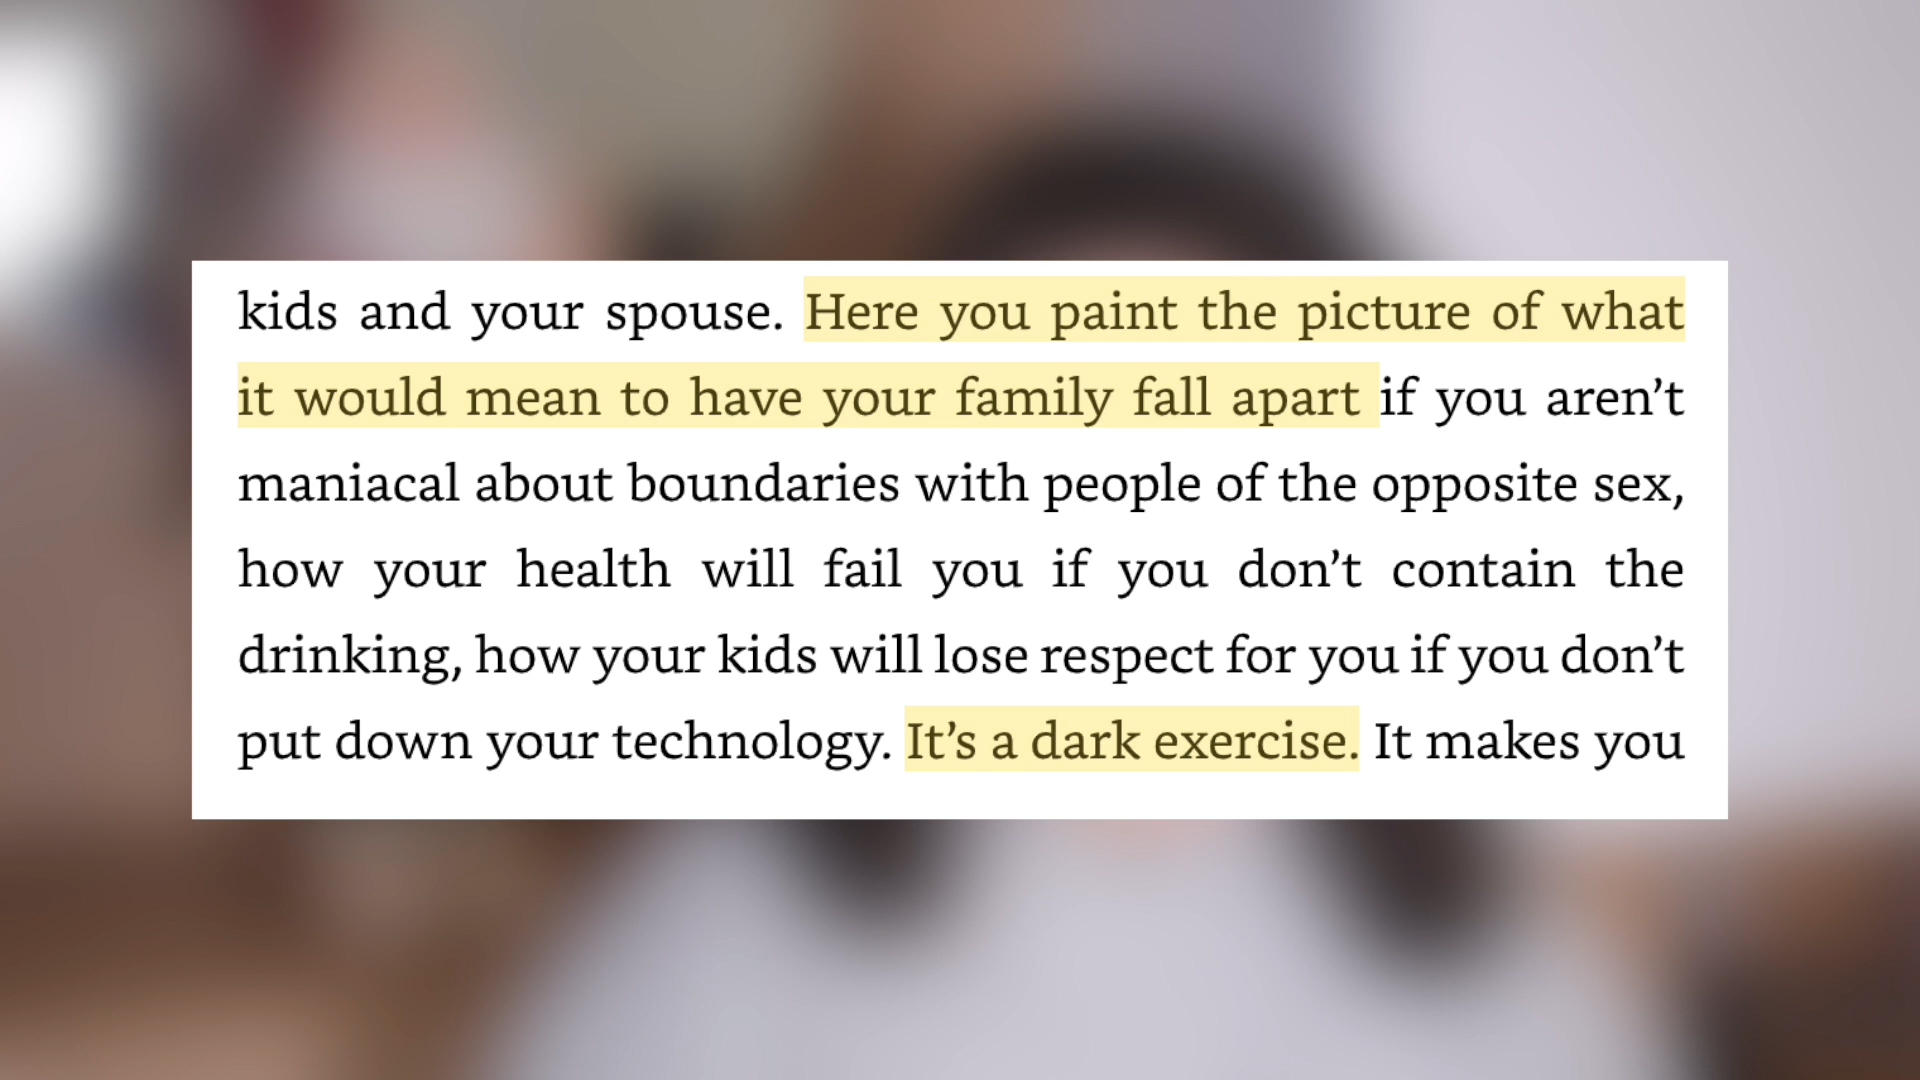 kids and your spouse. Here you paint the picture of what
it would mean to have your family fall apart if you aren’t
maniacal about boundaries with people of the opposite sex,
how your health will fail you if you don’t contain the
drinking, how your kids will lose respect for you if you don’t
put down your technology. It’s a dark exercise. It makes you